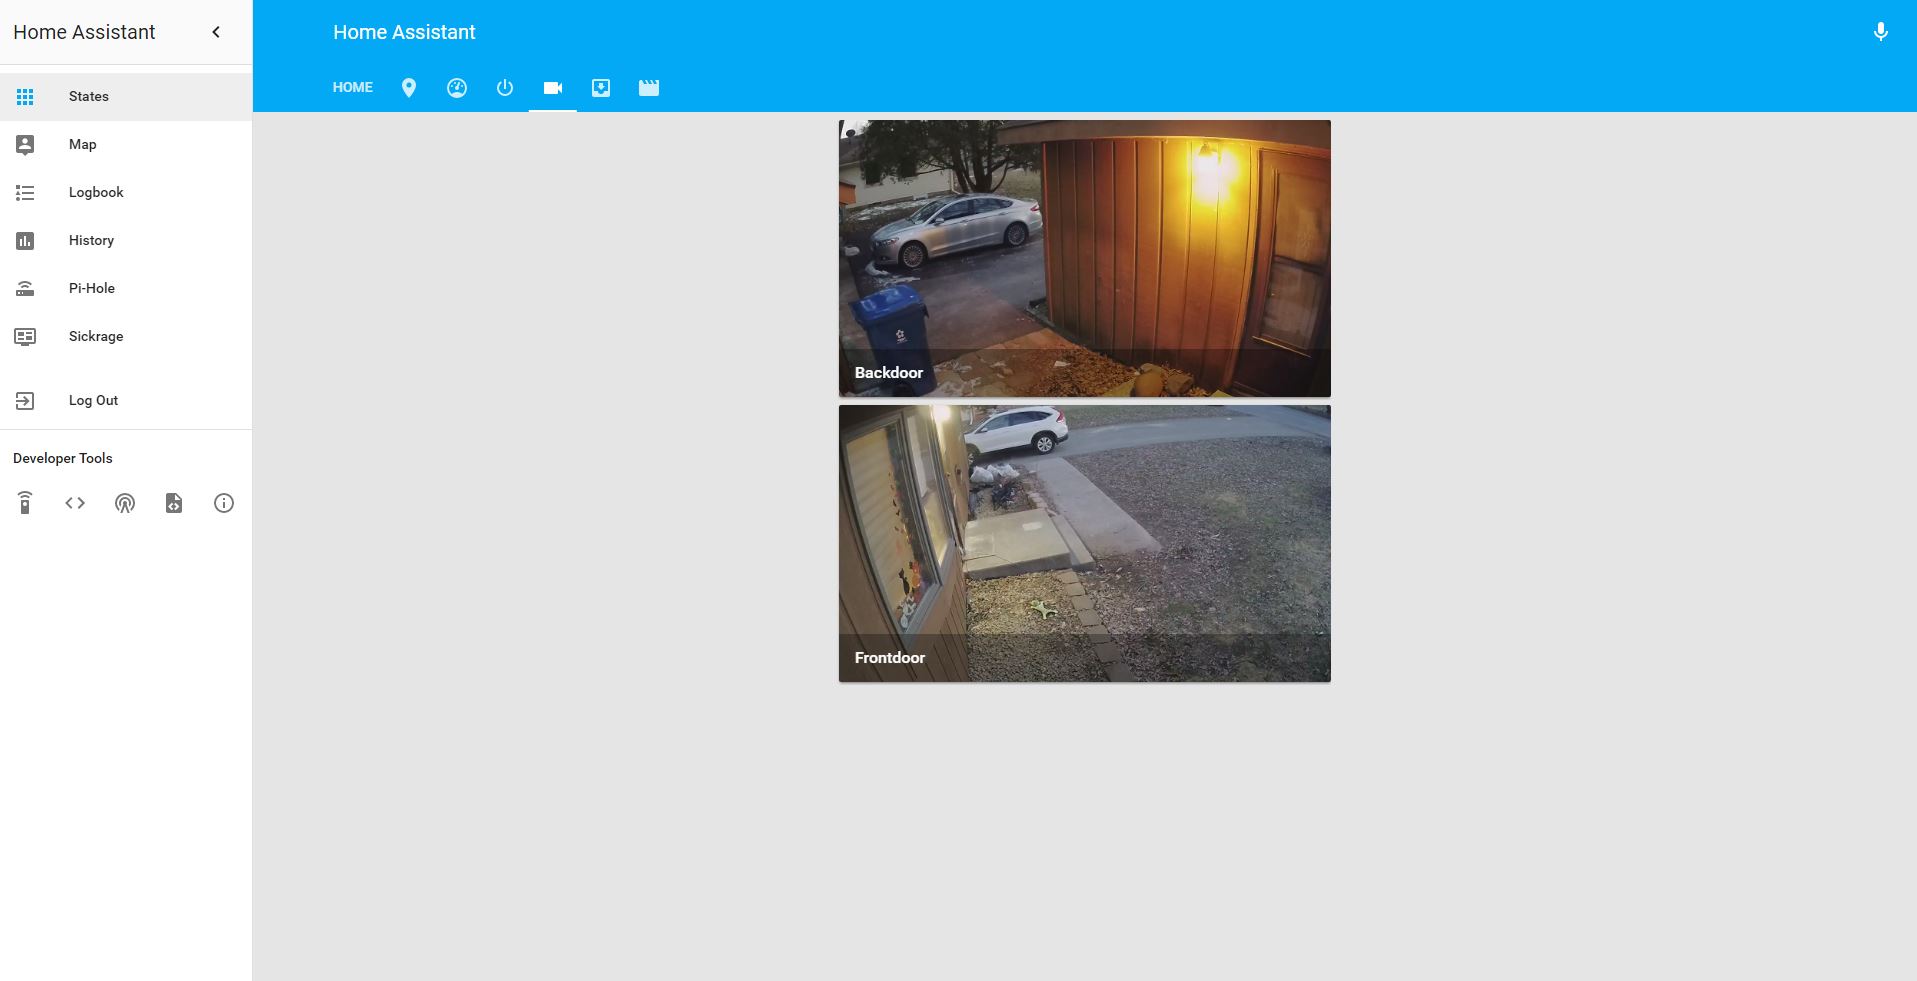 Home Assistant
States
Map
Logbook
History
Pi-Hole
Sickrage
Log Out
Developer Tools
Home Assistant
HOME
Backdoor
Frontdoor